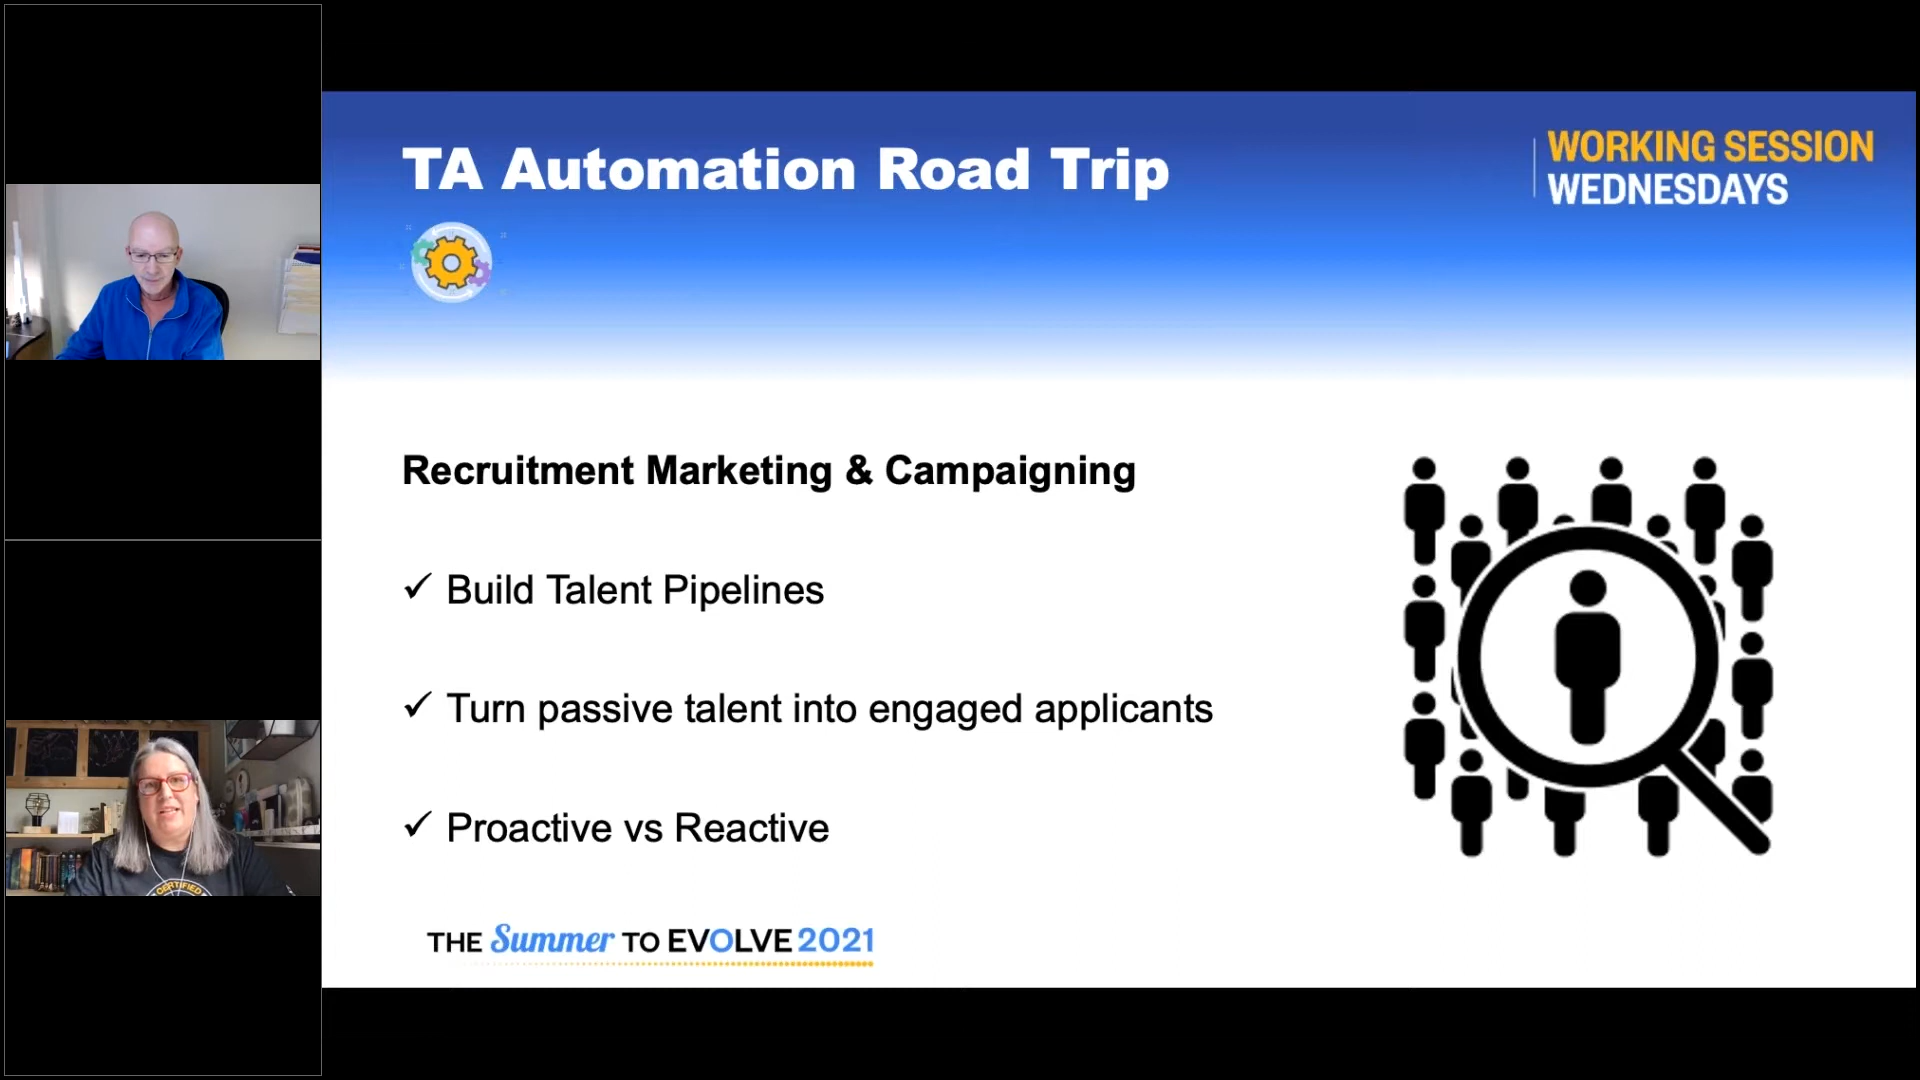 TA Automation Road Trip
WORKING SESSION
WEDNESDAYS
Recruitment Marketing & Campaigning
✓ Build Talent Pipelines
✓ Turn passive talent into engaged applicants
✓ Proactive vs Reactive
THE Summer TO EVOLVE 2021
CERTIFIED